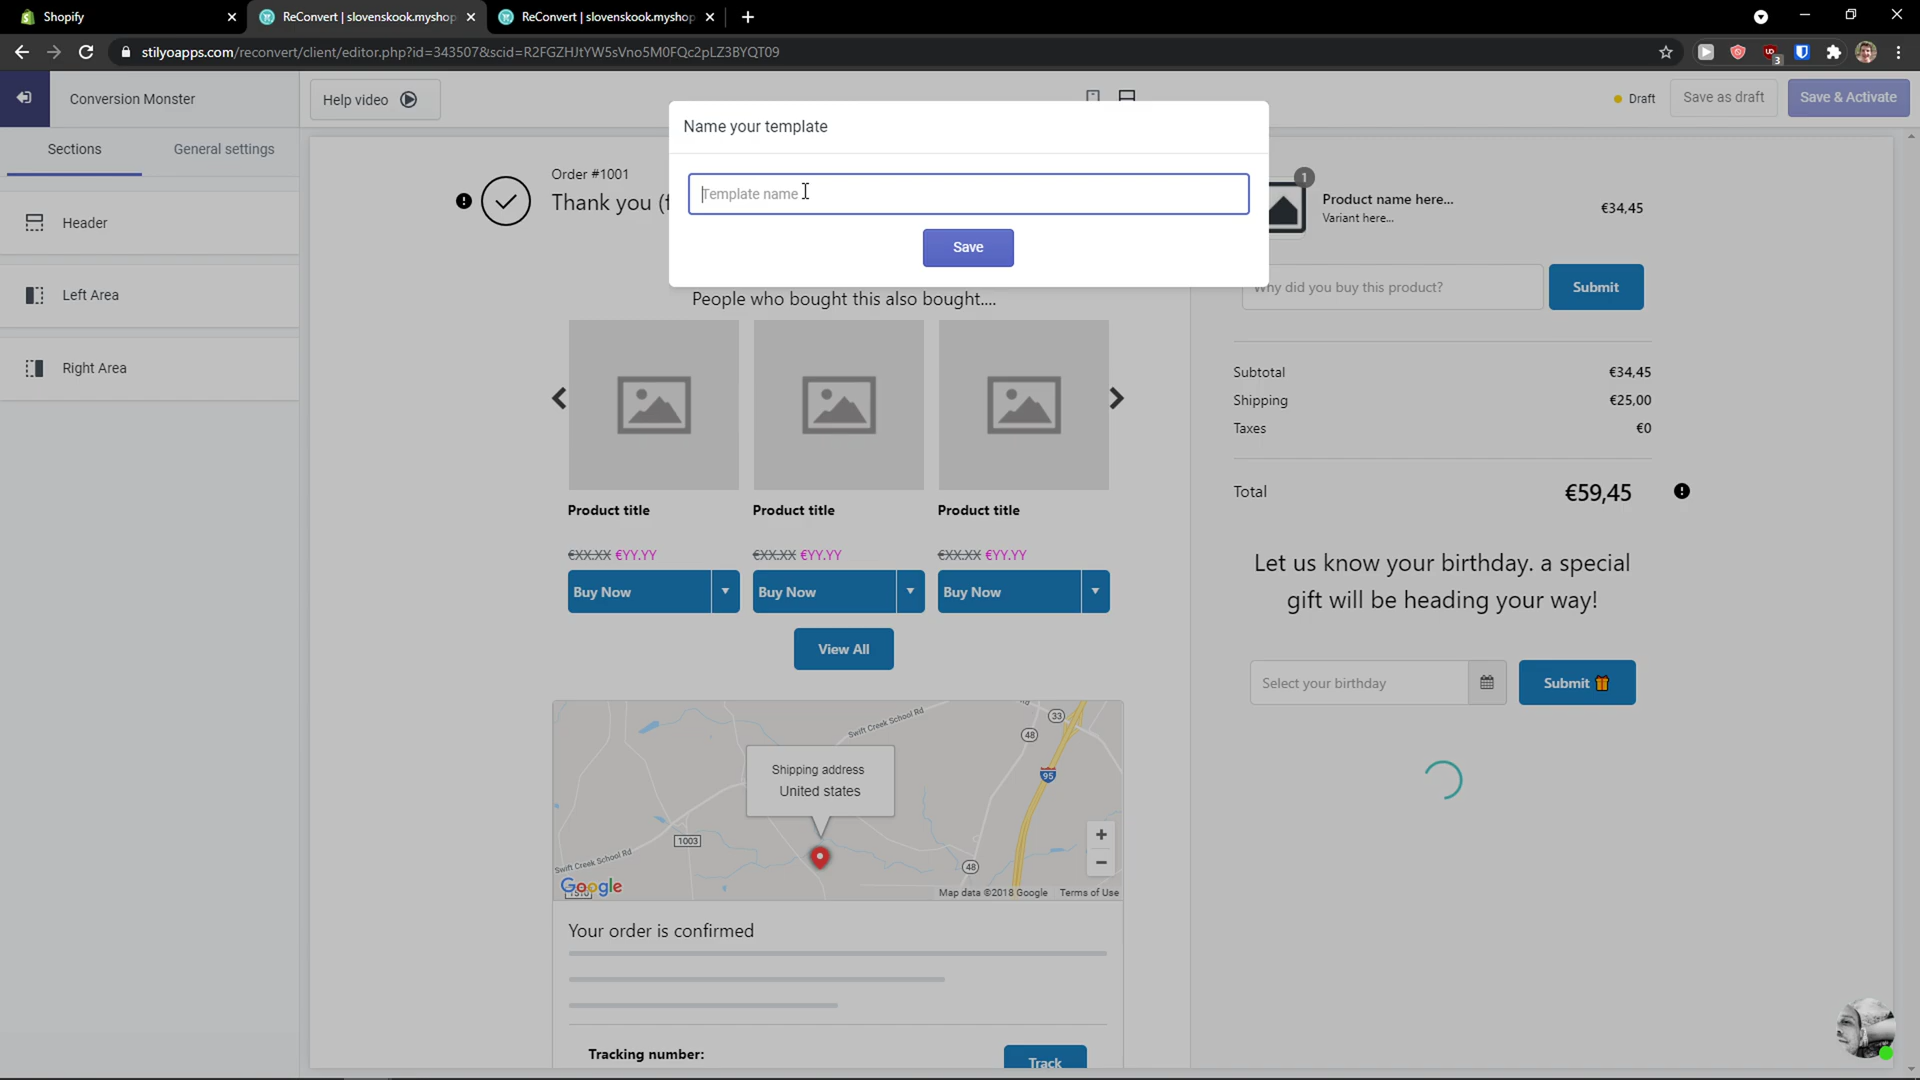 Shopify
ReConvert | slovenskook.myshop
ReConvert | slovenskook.myshop
stilyoapps.com/reconvert/client/editor.php?id=343507&scid=R2FGZHJtYW5sVno5M0FQc2pLZ3BYQT09
3
Conversion Monster
Help video
Draft
Save as draft
Save & Activate
Sections
General settings
Header
Left Area
Right Area
Name your template
Template name
Save
Order #1001
Thank you (f
People who bought this also bought....
Product title
Product title
Product title
€XX.XX €YY.YY
€XX.XX €YY.YY
€XX.XX €YY.YY
Buy Now
Buy Now
Buy Now
View All
Swift Creek School Rd
33
48
95
Shipping address
United states
1003
Swift Creek School Rd
48
Google
Map data ©2018 Google
Terms of Use
Your order is confirmed
Tracking number:
Track
1
Product name here...
Variant here...
€34,45
Why did you buy this product?
Submit
Subtotal
€34,45
Shipping
€25,00
Taxes
€0
Total
€59,45
Let us know your birthday. a special
gift will be heading your way!
Select your birthday
Submit